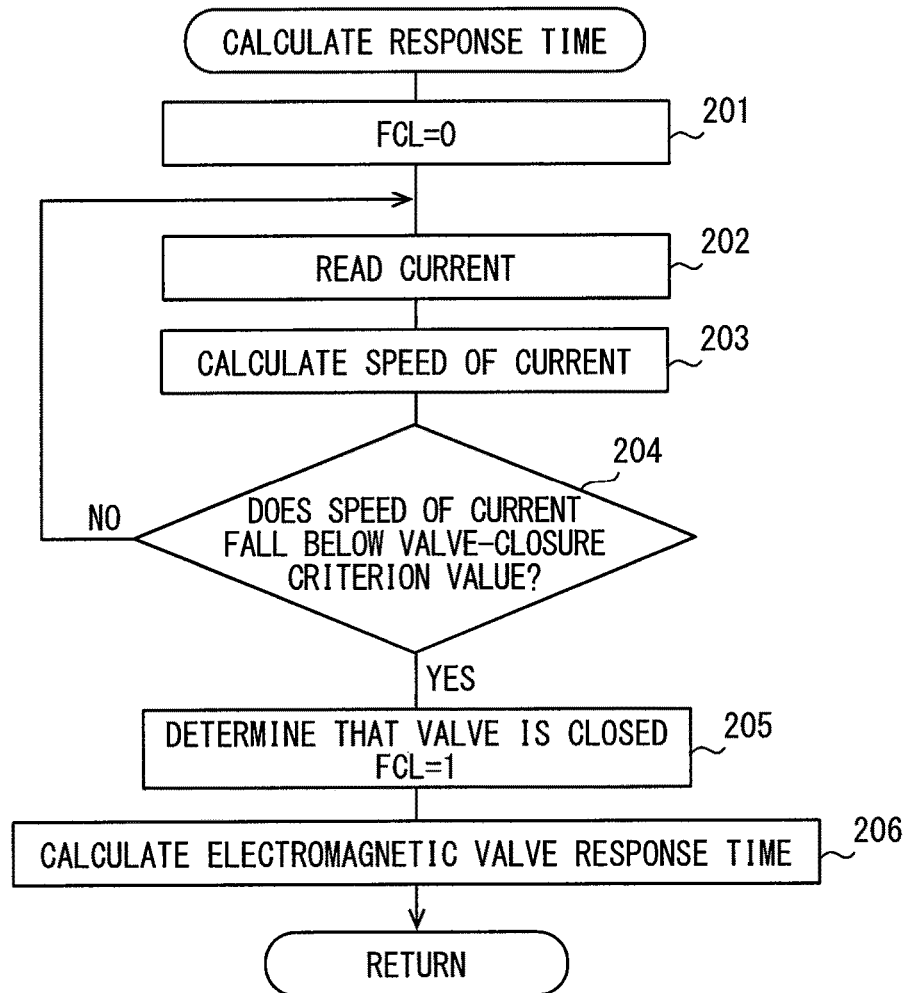 CALCULATE RESPONSE TIME
FCL=0
201
READ CURRENT
202
CALCULATE SPEED OF CURRENT
203
204
DOES SPEED OF CURRENT
FALL BELOW VALVE-CLOSURE
CRITERION VALUE?
NO
YES
DETERMINE THAT VALVE IS CLOSED
FCL=1
205
CALCULATE ELECTROMAGNETIC VALVE RESPONSE TIME
206
RETURN